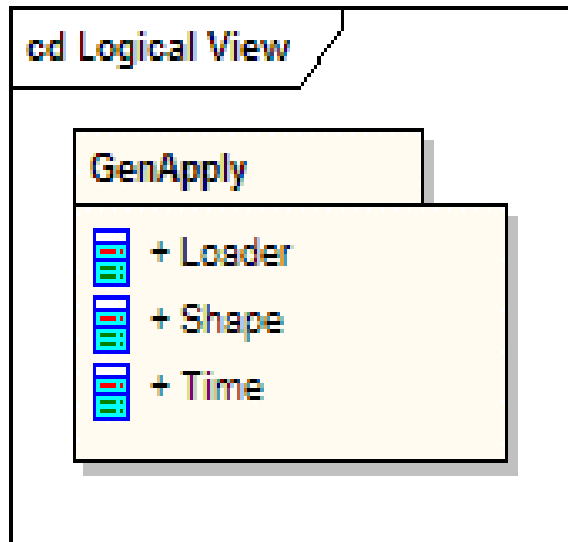 cd Logical View
GenApply
+ Loader
+ Shape
+ Time